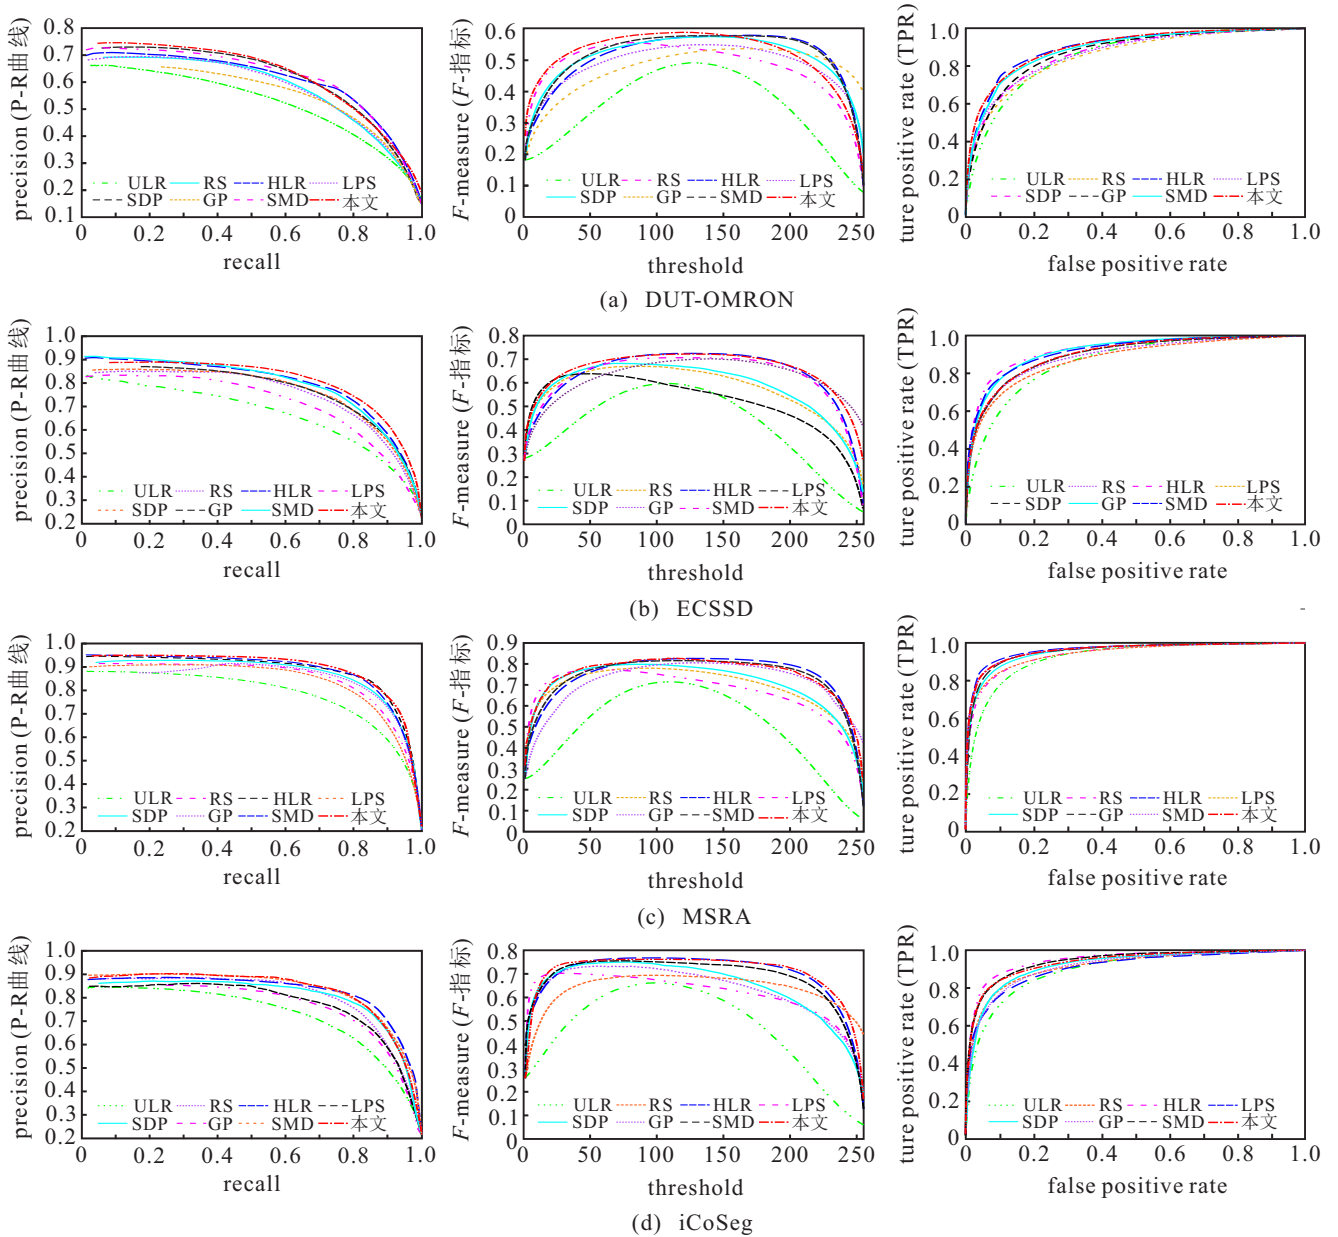 precision (P-R曲线)
0.8
0.7
0.6
0.5
0.4
0.3
0.2
0.1
ULR RS HLR LPS
SDP GP SMD 本文
0 0.2 0.4 0.6 0.8 1.0
recall
F-measure (F-指标)
0.6
0.5
0.4
0.3
0.2
0.1
0
ULR RS HLR LPS
SDP GP SMD 本文
0 50 100 150 200 250
threshold
ture positive rate (TPR)
1.0
0.8
0.6
0.4
0.2
0
ULR RS HLR LPS
SDP GP SMD 本文
0 0.2 0.4 0.6 0.8 1.0
false positive rate
(a) DUT-OMRON
precision (P-R曲线)
1.0
0.9
0.8
0.7
0.6
0.5
0.4
0.3
0.2
ULR RS HLR LPS
SDP GP SMD 本文
0 0.2 0.4 0.6 0.8 1.0
recall
F-measure (F-指标)
0.8
0.7
0.6
0.5
0.4
0.3
0.2
0.1
0
ULR RS HLR LPS
SDP GP SMD 本文
0 50 100 150 200 250
threshold
ture positive rate (TPR)
1.0
0.8
0.6
0.4
0.2
0
ULR RS HLR LPS
SDP GP SMD 本文
0 0.2 0.4 0.6 0.8 1.0
false positive rate
(b) ECSSD
precision (P-R曲线)
1.0
0.9
0.8
0.7
0.6
0.5
0.4
0.3
0.2
ULR RS HLR LPS
SDP GP SMD 本文
0 0.2 0.4 0.6 0.8 1.0
recall
F-measure (F-指标)
0.9
0.8
0.7
0.6
0.5
0.4
0.3
0.2
0.1
0
ULR RS HLR LPS
SDP GP SMD 本文
0 50 100 150 200 250
threshold
ture positive rate (TPR)
1.0
0.8
0.6
0.4
0.2
0
ULR RS HLR LPS
SDP GP SMD 本文
0 0.2 0.4 0.6 0.8 1.0
false positive rate
(c) MSRA
precision (P-R曲线)
1.0
0.9
0.8
0.7
0.6
0.5
0.4
0.3
0.2
ULR RS HLR LPS
SDP GP SMD 本文
0 0.2 0.4 0.6 0.8 1.0
recall
F-measure (F-指标)
0.8
0.7
0.6
0.5
0.4
0.3
0.2
0.1
0
ULR RS HLR LPS
SDP GP SMD 本文
0 50 100 150 200 250
threshold
ture positive rate (TPR)
1.0
0.8
0.6
0.4
0.2
0
ULR RS HLR LPS
SDP GP SMD 本文
0 0.2 0.4 0.6 0.8 1.0
false positive rate
(d) iCoSeg